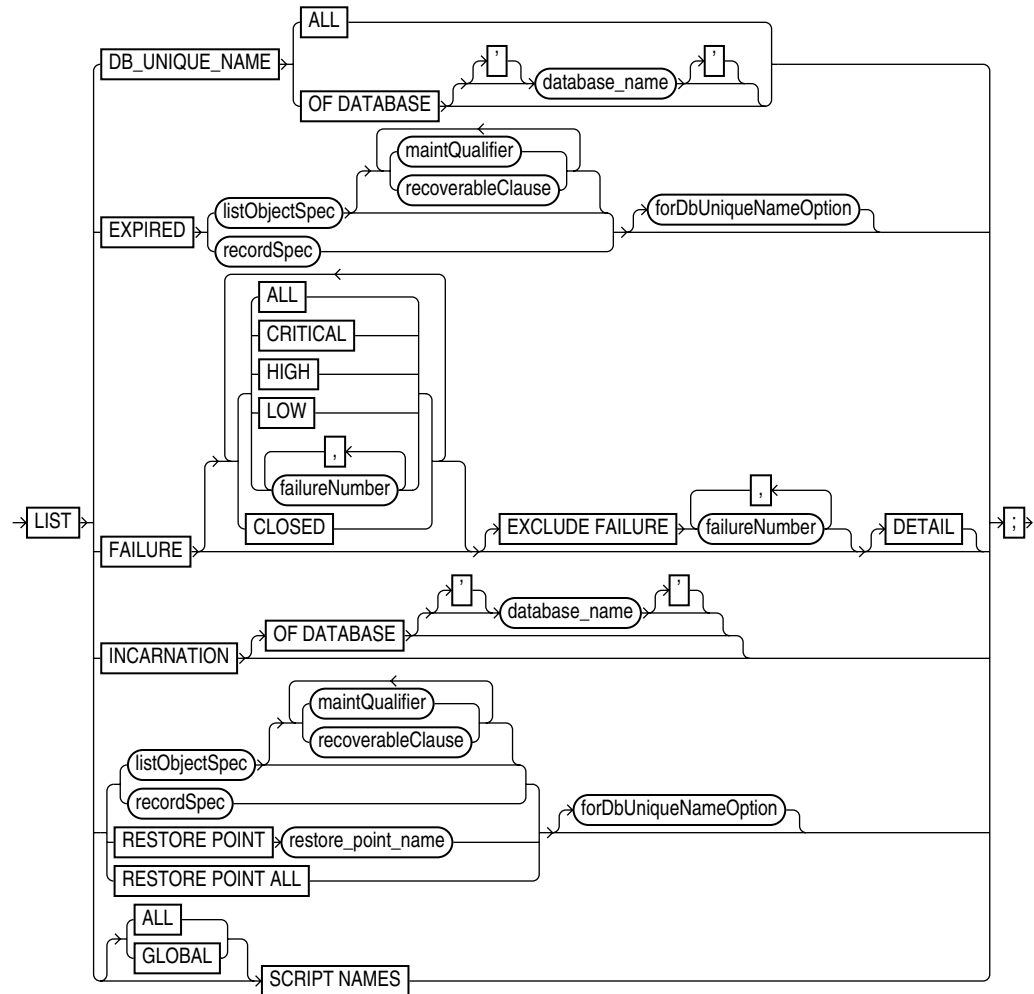 ALL
DB_UNIQUE_NAME
OF DATABASE ' database_name '
maintQualifier
recoverableClause
listObjectSpec
forDbUniqueNameOption
EXPIRED
recordSpec
ALL
CRITICAL
HIGH
LOW
,
failureNumber
CLOSED
,
LIST
EXCLUDE FAILURE failureNumber DETAIL ;
FAILURE
OF DATABASE ' database_name '
INCARNATION
maintQualifier
recoverableClause
listObjectSpec
recordSpec
forDbUniqueNameOption
RESTORE POINT restore_point_name
RESTORE POINT ALL
ALL
GLOBAL
SCRIPT NAMES